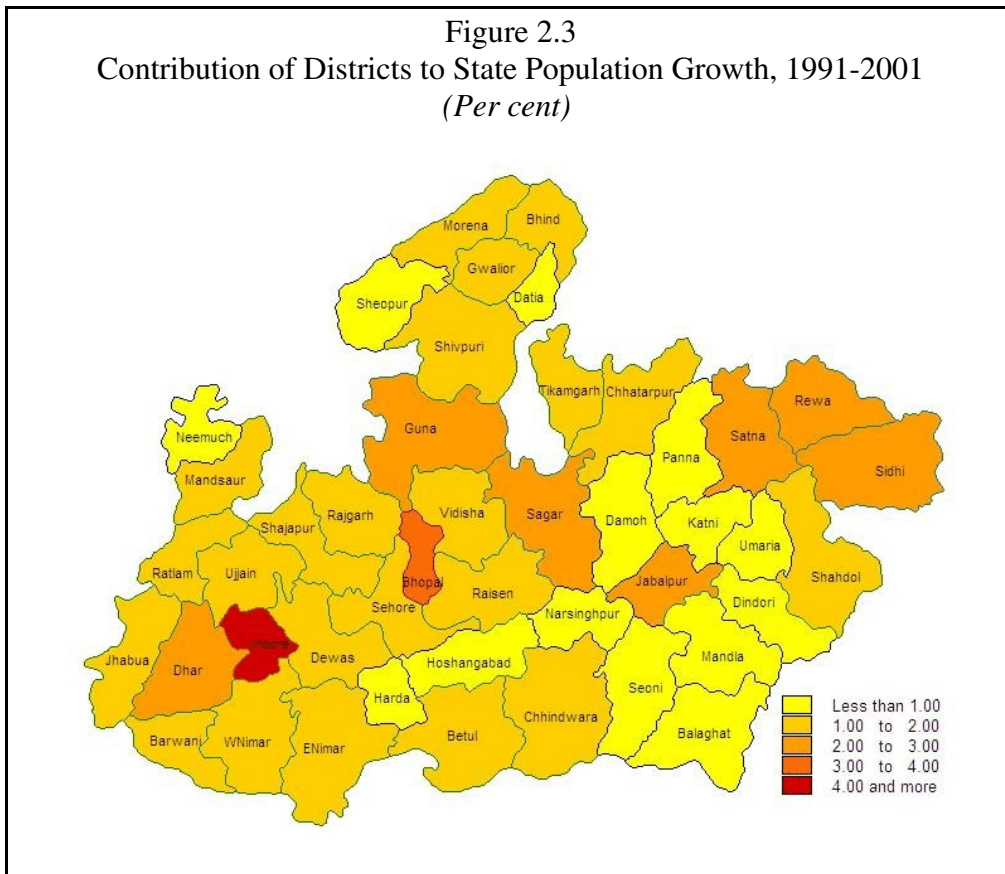 Figure 2.3
Contribution of Districts to State Population Growth, 1991-2001
(Per cent)
Morena
Bhind
Gwalior
Sheopur
Datia
Shivpuri
Tikamgarh
Chhatarpur
Rewa
Neemuch
Guna
Satna
Panna
Sidhi
Mandsaur
Rajgarh
Vidisha
Sagar
Damoh
Katni
Shajapur
Umaria
Ratlam
Ujjain
Bhopal
Jabalpur
Shahdol
Sehore
Raisen
Dindori
Narsinghpur
Indore
Jhabua
Dhar
Dewas
Hoshangabad
Mandla
Harda
Seoni
Chhindwara
Balaghat
Barwani
WNimar
ENimar
Betul
Less than 1.00
1.00 to 2.00
2.00 to 3.00
3.00 to 4.00
4.00 and more